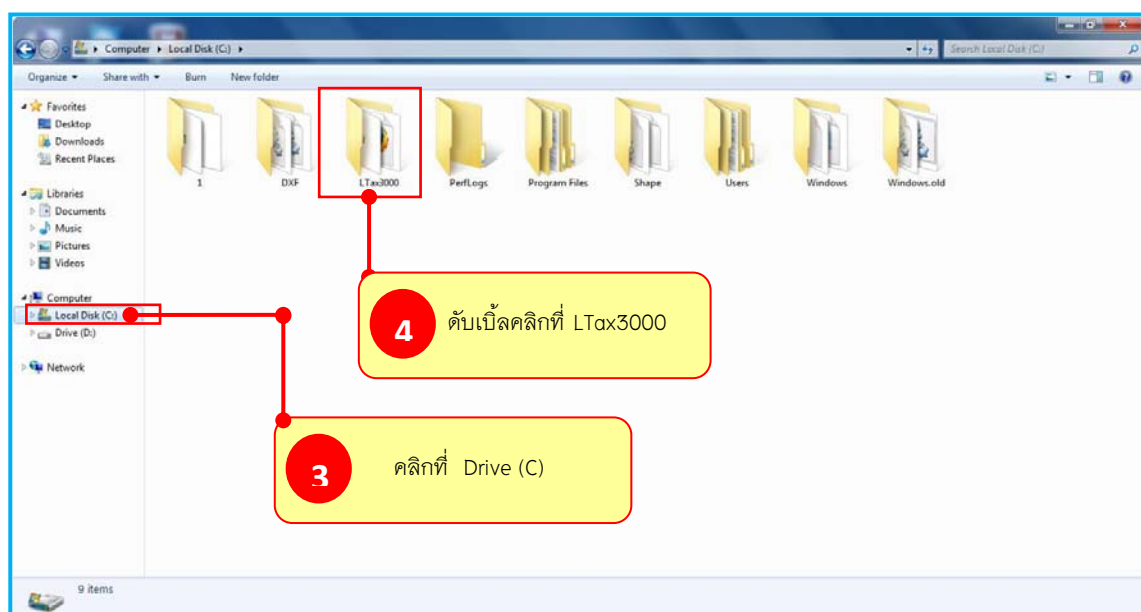 Computer ▸ Local Disk (C:) ▸
Search Local Disk (C:)
Organize Share with Burn New folder
Favorites
Desktop
Downloads
Recent Places
Libraries
Documents
Music
Pictures
Videos
Computer
Local Disk (C:)
Drive (D:)
Network
1 DXF LTax3000 PerfLogs Program Files Shape Users Windows Windows.old
4 ดับเบิ้ลคลิกที่ LTax3000
3 คลิกที่ Drive (C)
9 items